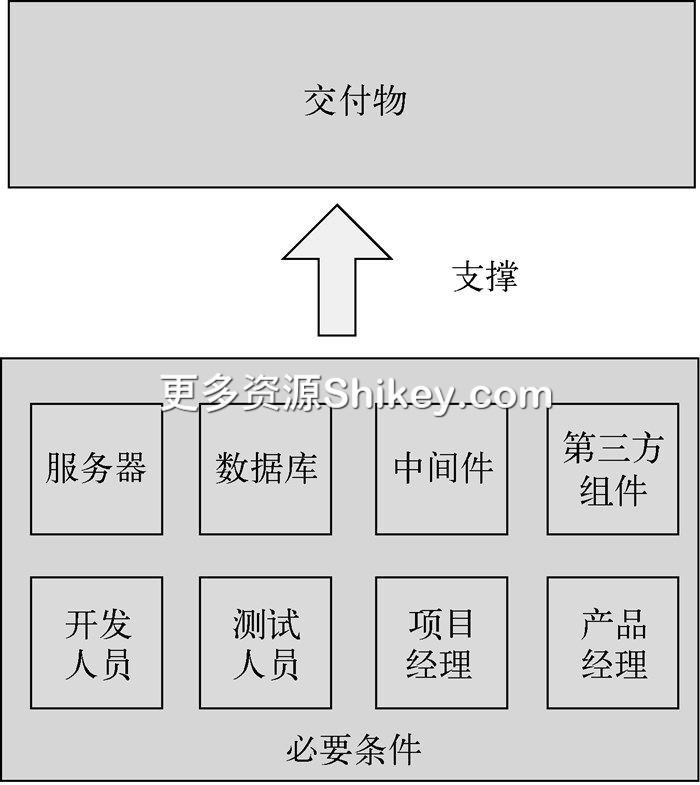 交付物
支撑
更多资源Shikey.com
服务器
数据库
中间件
第三方
组件
开发
人员
测试
人员
项目
经理
产品
经理
必要条件